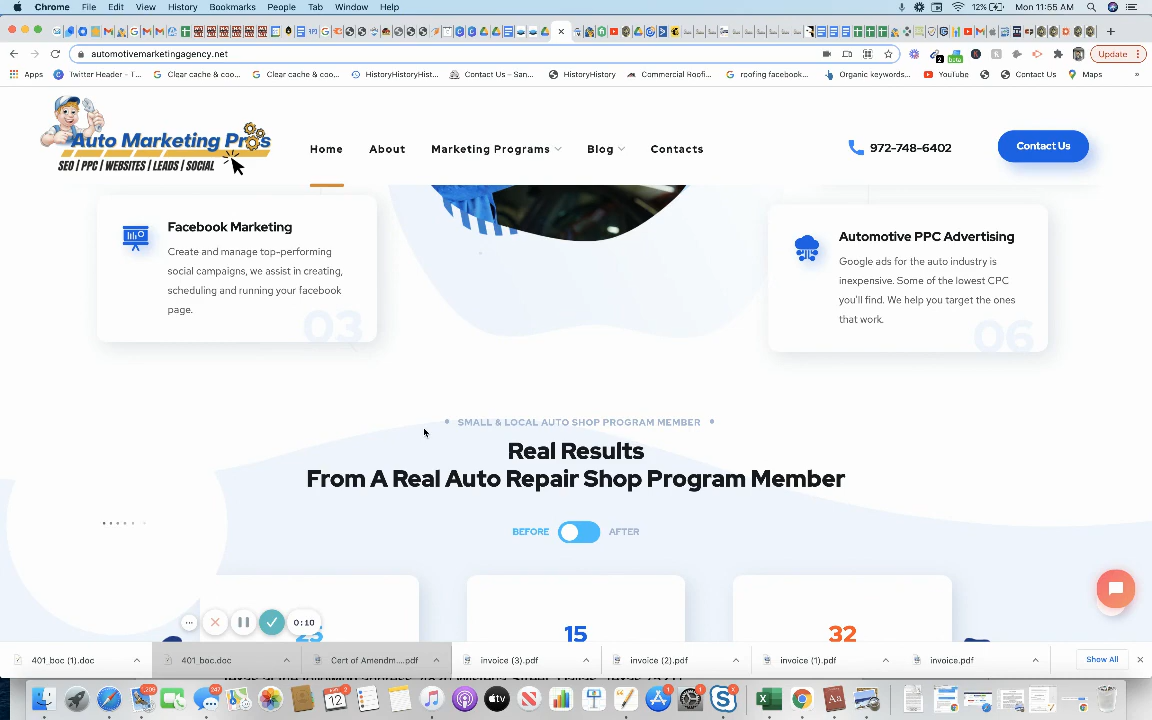 Chrome File Edit View History Bookmarks People Tab Window Help
12% Mon 11:55 AM
automotivemarketingagency.net
2
beta
Update
Apps Twitter Header – T... Clear cache & coo... Clear cache & coo... HistoryHistoryHist... Contact Us – San... HistoryHistory Commercial Roofi... roofing facebook... Organic keywords... YouTube Contact Us Maps »
Auto Marketing Pros
SEO | PPC | WEBSITES | LEADS | SOCIAL
Home About Marketing Programs Blog Contacts
972-748-6402
Contact Us
Facebook Marketing
Create and manage top-performing
social campaigns, we assist in creating,
scheduling and running your facebook
page.
03
Automotive PPC Advertising
Google ads for the auto industry is
inexpensive. Some of the lowest CPC
you'll find. We help you target the ones
that work.
06
SMALL & LOCAL AUTO SHOP PROGRAM MEMBER
Real Results
From A Real Auto Repair Shop Program Member
BEFORE AFTER
15
32
0:10
401_boc (1).doc 401_boc.doc Cert of Amendm....pdf invoice (3).pdf invoice (2).pdf invoice (1).pdf invoice.pdf Show All